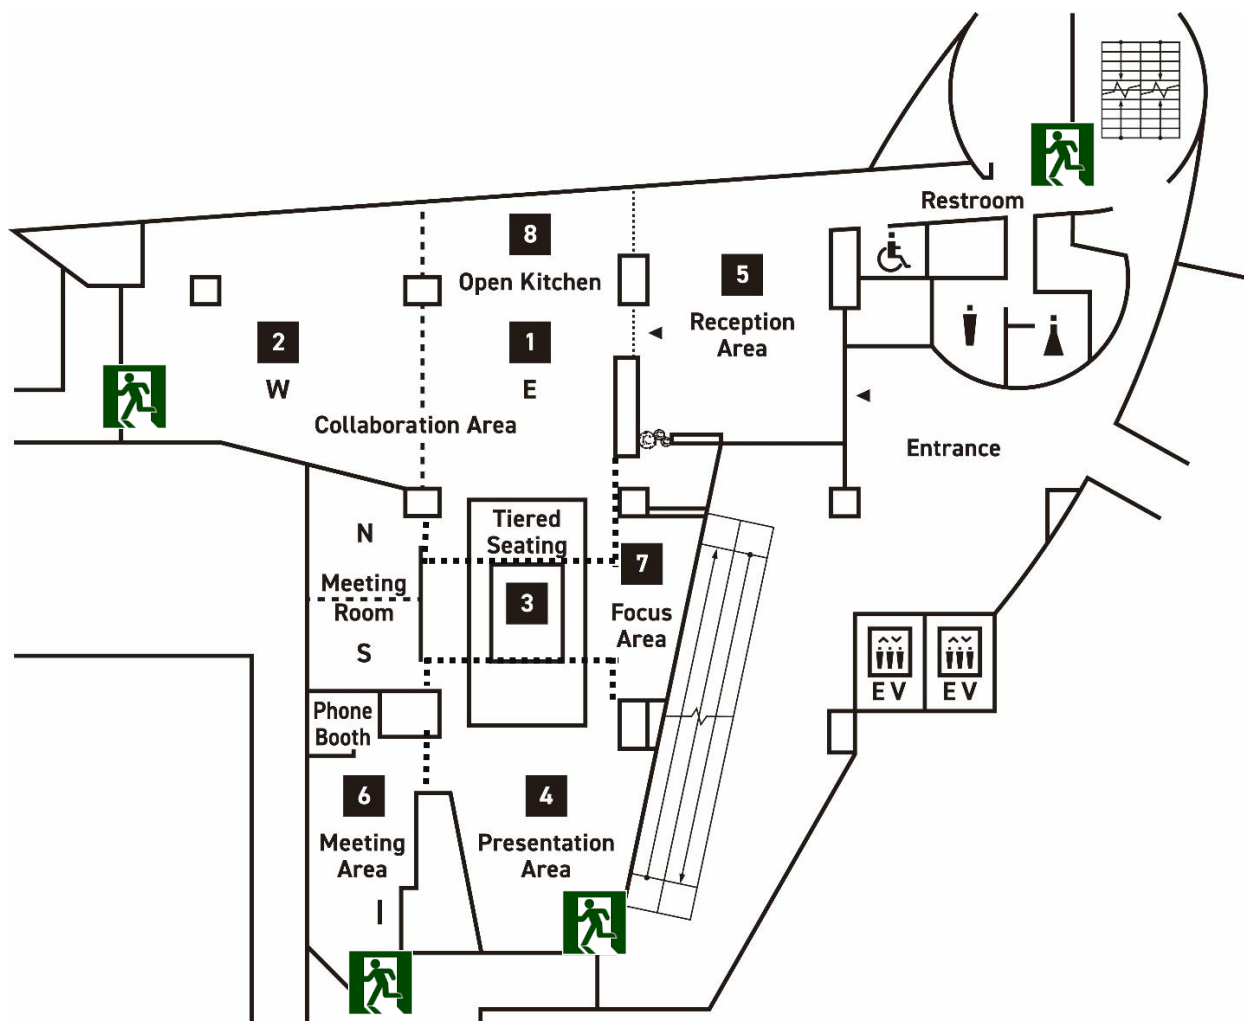 Restroom
8
Open Kitchen
5
Reception
Area
2
W
1
E
Collaboration Area
Entrance
N
Tiered
Seating
7
Meeting
Room
3
Focus
Area
S
EV
EV
Phone
Booth
6
Meeting
Area
I
4
Presentation
Area